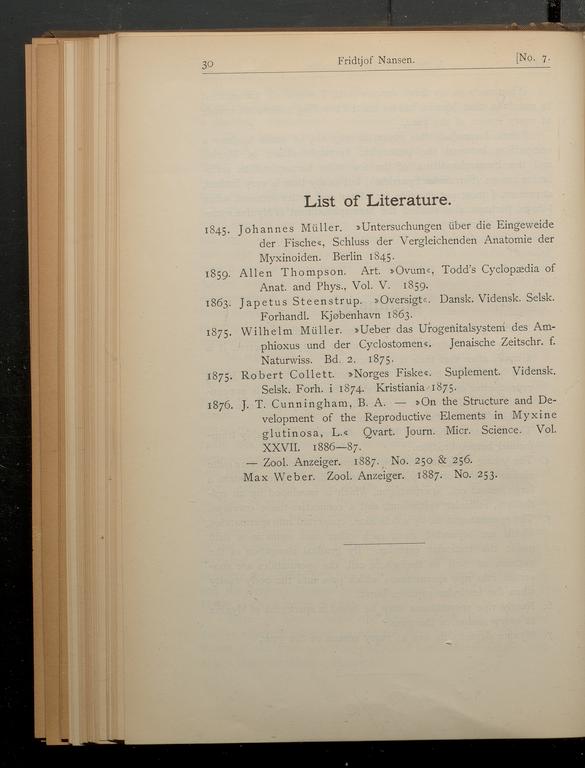 30 Fridtjof Nansen. [No. 7.
List of Literature.
1845. Johannes Müller. »Untersuchungen über die Eingeweide
der Fische«, Schluss der Vergleichenden Anatomie der
Myxinoiden. Berlin 1845.
1859. Allen Thompson. Art. »Ovum«, Todd's Cyclopædia of
Anat. and Phys., Vol. V. 1859.
1863. Japetus Steenstrup. »Oversigt«. Dansk. Vidensk. Selsk.
Forhandl. Kjøbenhavn 1863.
1875. Wilhelm Müller. »Ueber das Urogenitalsystem des Am-
phioxus und der Cyclostomen«. Jenaische Zeitschr. f.
Naturwiss. Bd. 2. 1875.
1875. Robert Collett. »Norges Fiske«. Suplement. Vidensk.
Selsk. Forh. i 1874. Kristiania 1875.
1876. J. T. Cunningham, B. A. — »On the Structure and De-
velopment of the Reproductive Elements in Myxine
glutinosa, L.« Qvart. Journ. Micr. Science. Vol.
XXVII. 1886—87.
— Zool. Anzeiger. 1887. No. 250 & 256.
Max Weber. Zool. Anzeiger. 1887. No. 253.